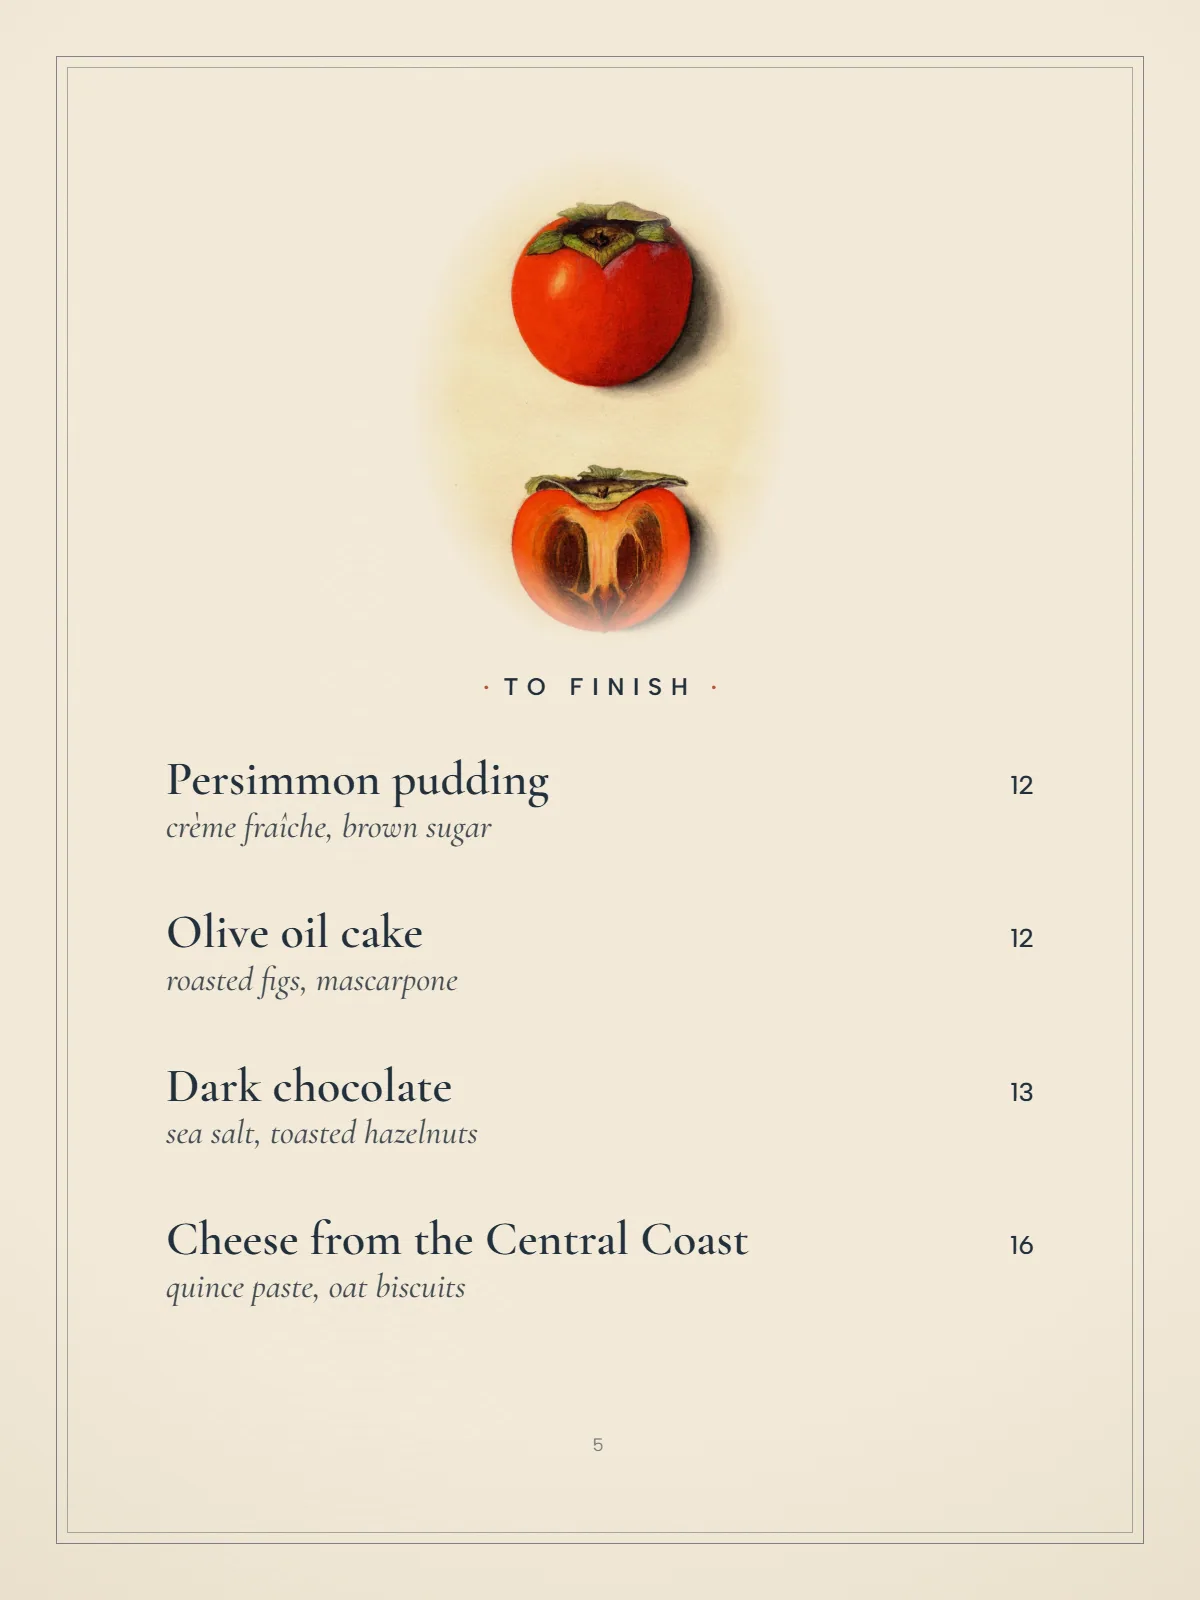 · TO FINISH ·
Persimmon pudding 12
crème fraîche, brown sugar
Olive oil cake 12
roasted figs, mascarpone
Dark chocolate 13
sea salt, toasted hazelnuts
Cheese from the Central Coast 16
quince paste, oat biscuits
5